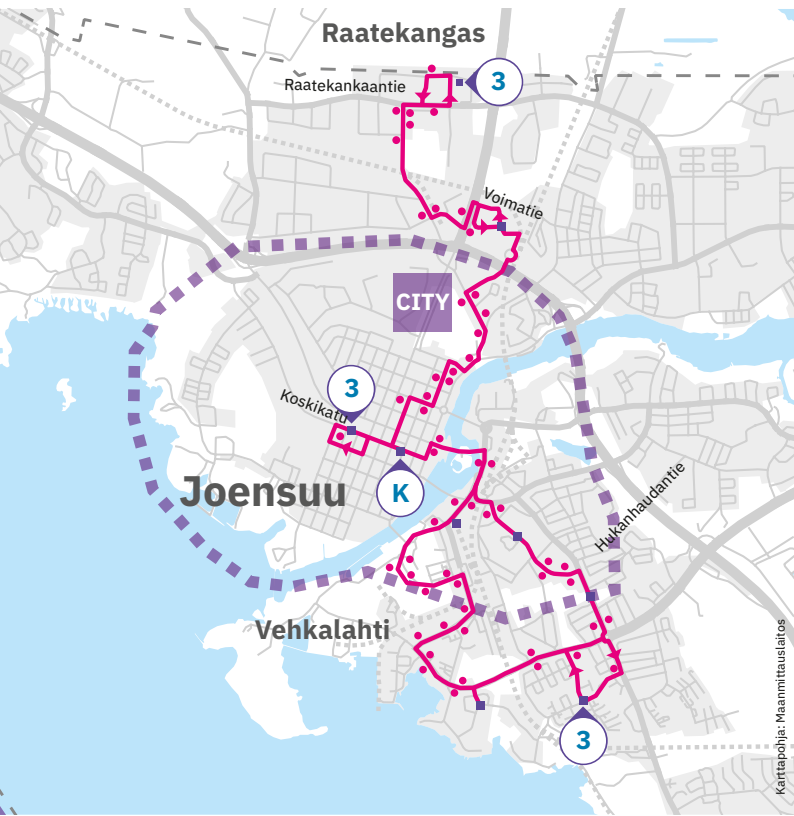 Raatekangas
Raatekankaantie
3
Voimatie
CITY
3
Koskikatu
Joensuu
K
Hukanhaudantie
Vehkalahti
3
Karttapohja: Maanmittauslaitos